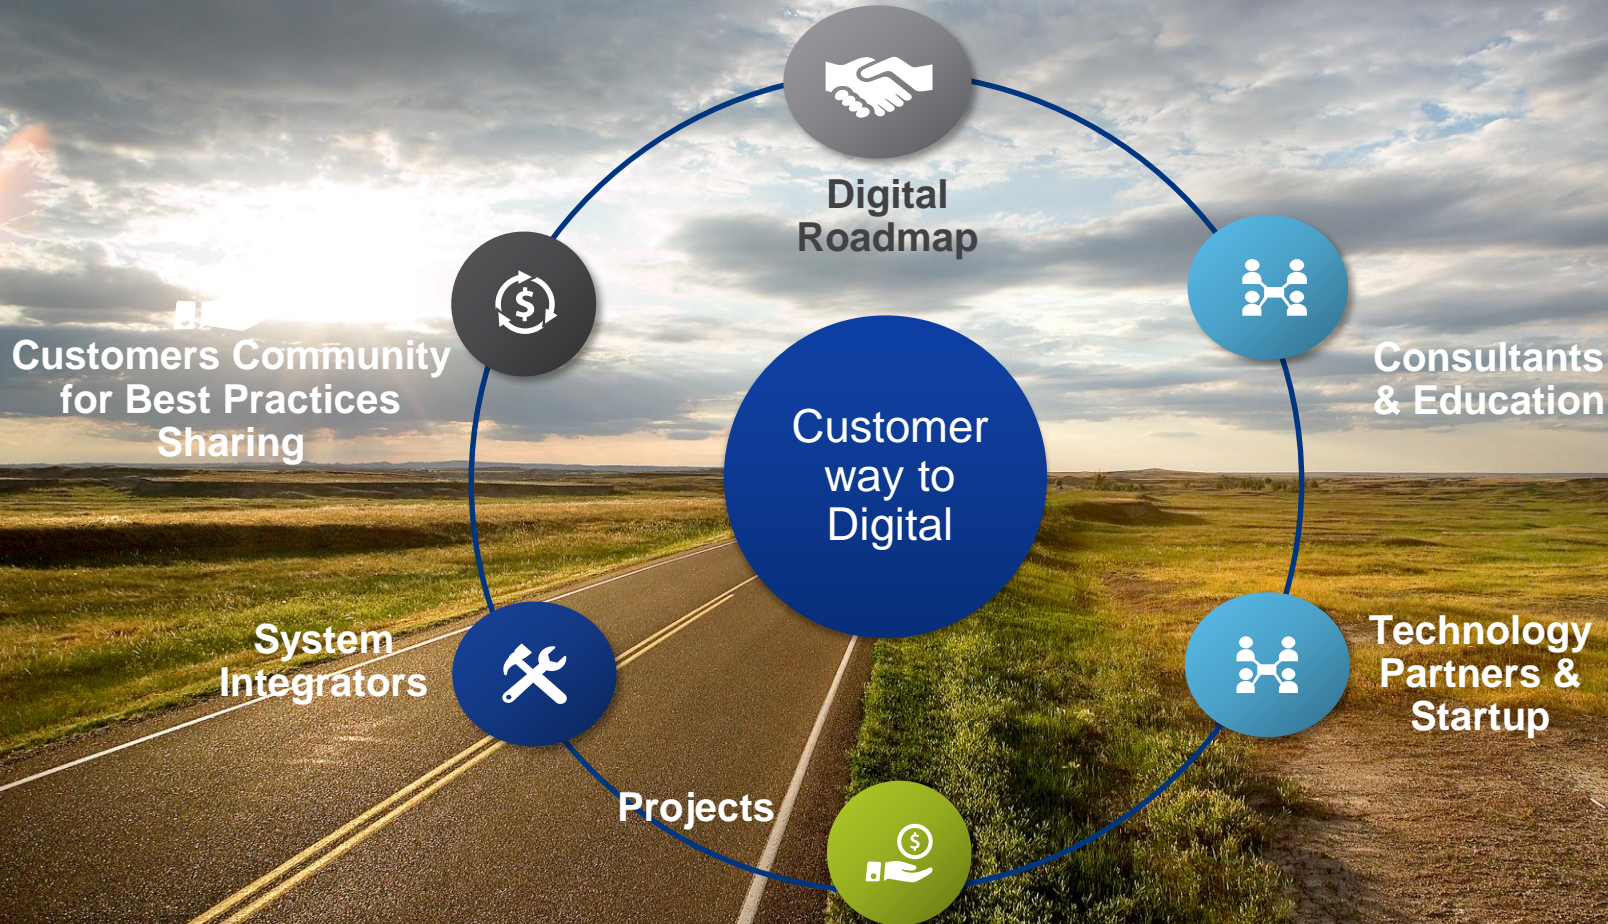 Digital
Roadmap
Customers Community
for Best Practices
Sharing
Consultants
& Education
Customer
way to
Digital
System
Integrators
Technology
Partners &
Startup
Projects
$
$